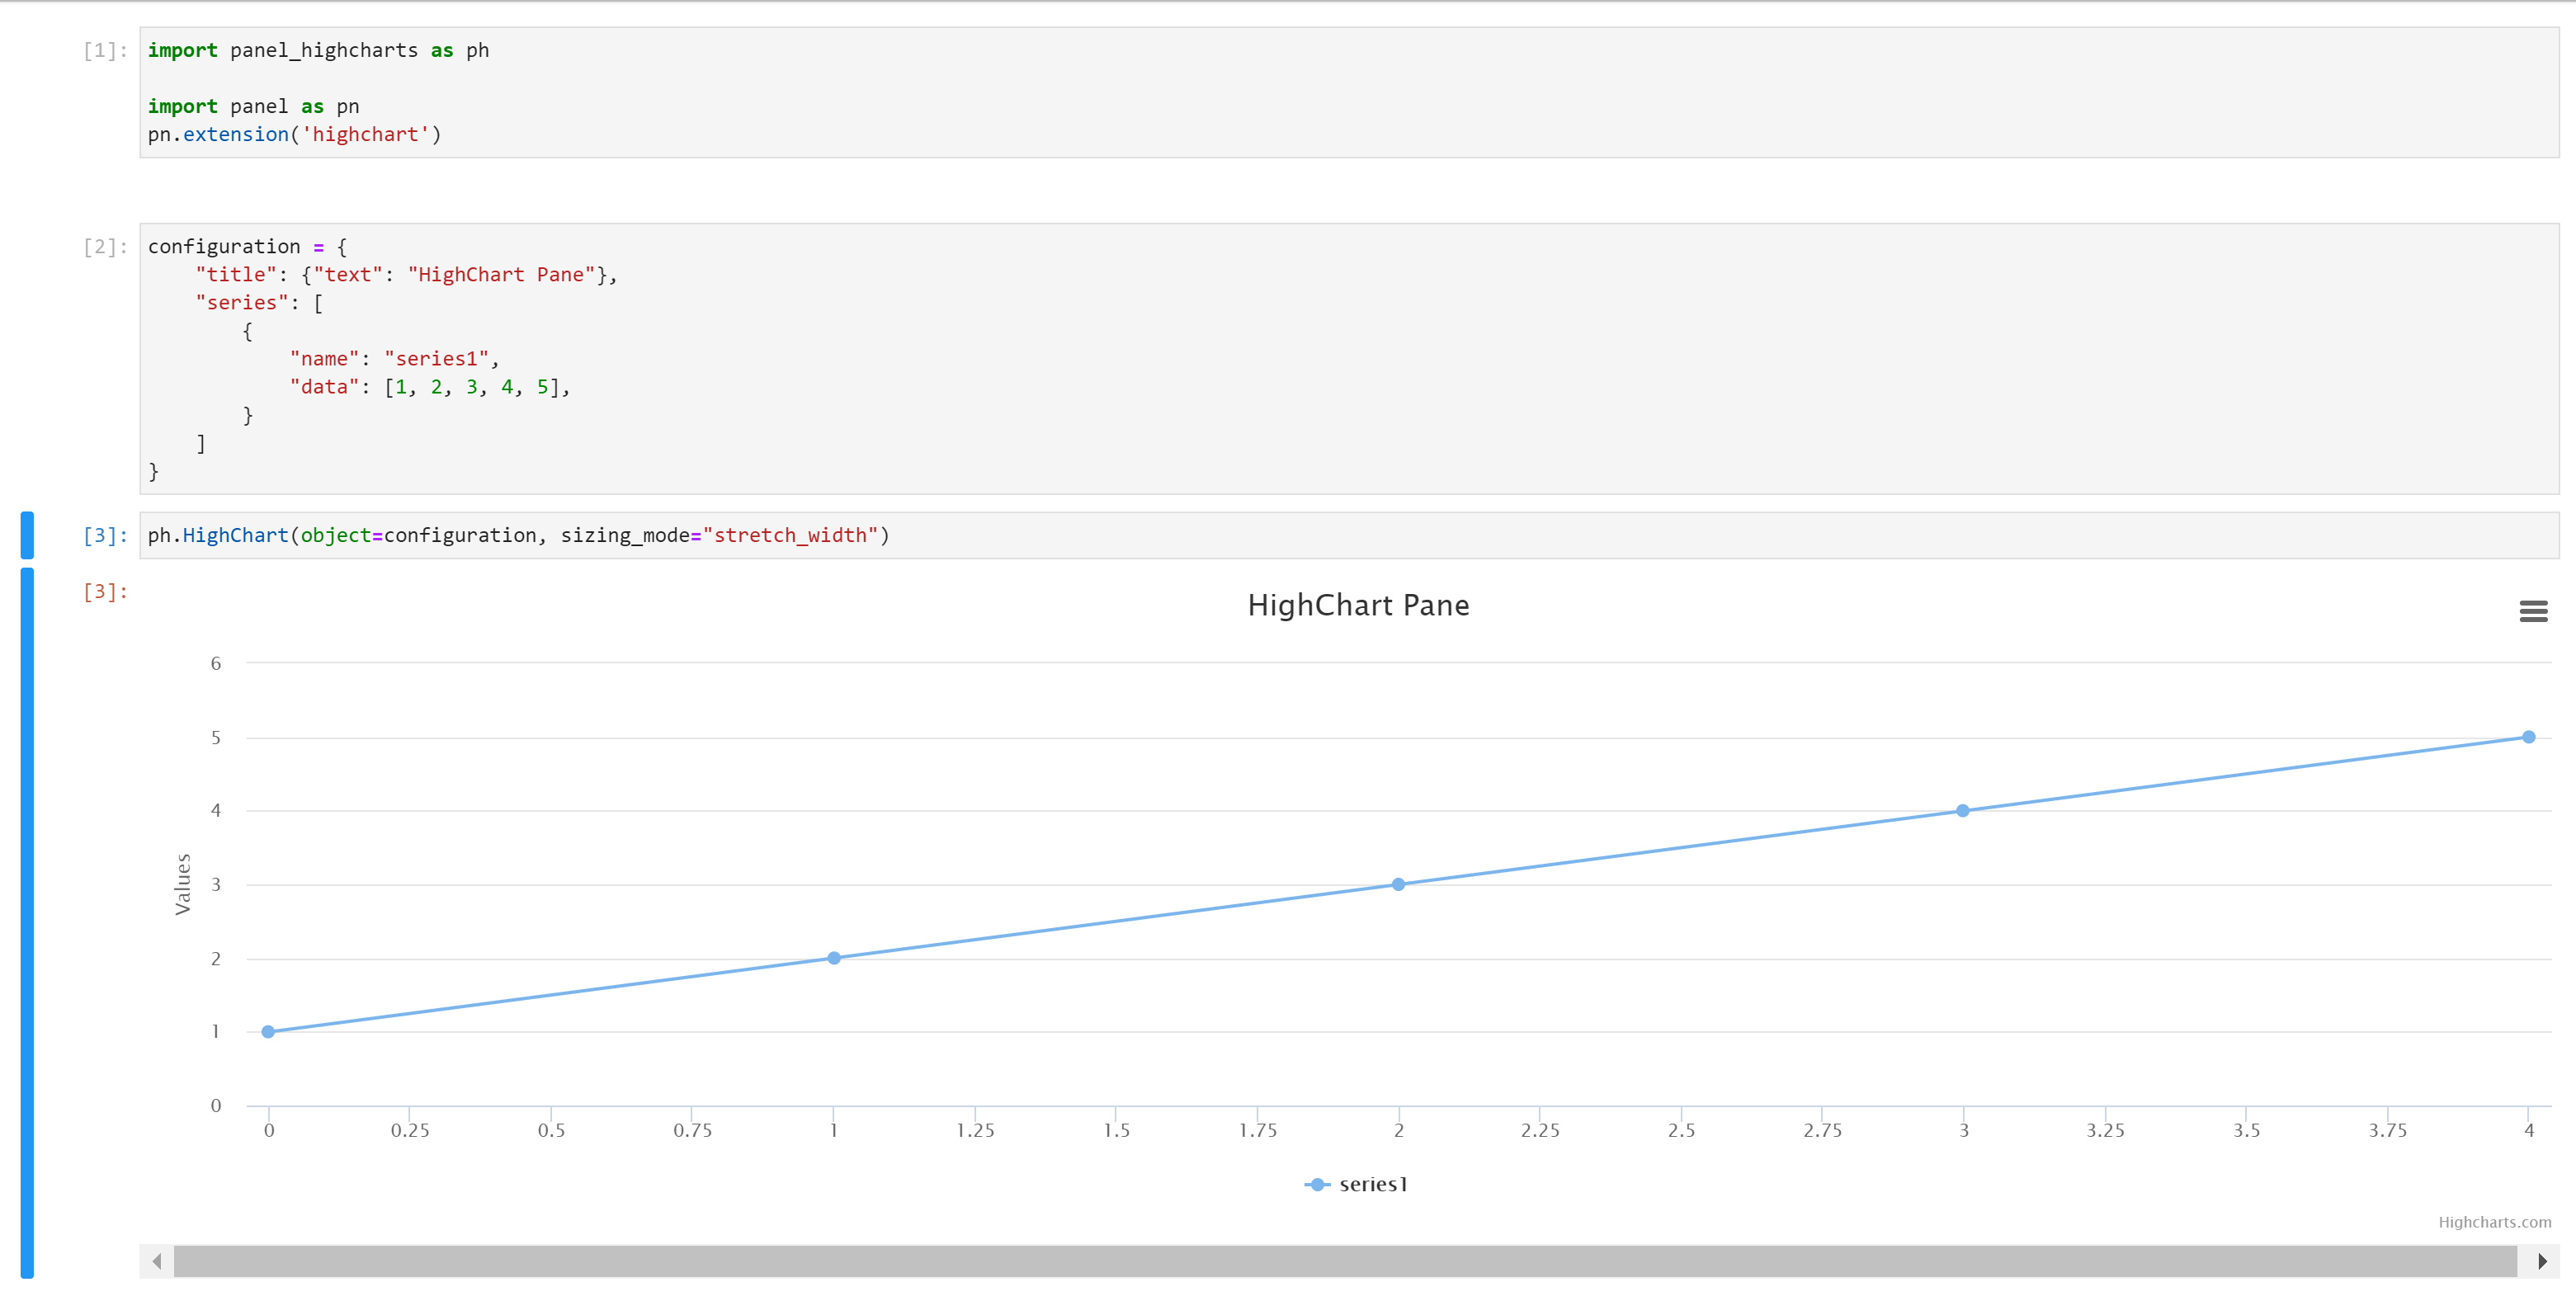 [1]: import panel_highcharts as ph
import panel as pn
pn.extension('highchart')
[2]: configuration = {
    "title": {"text": "HighChart Pane"},
    "series": [
        {
            "name": "series1",
            "data": [1, 2, 3, 4, 5],
        }
    ]
}
[3]: ph.HighChart(object=configuration, sizing_mode="stretch_width")
[3]:
HighChart Pane
Values
6
5
4
3
2
1
0
0 0.25 0.5 0.75 1 1.25 1.5 1.75 2 2.25 2.5 2.75 3 3.25 3.5 3.75 4
series1
Highcharts.com